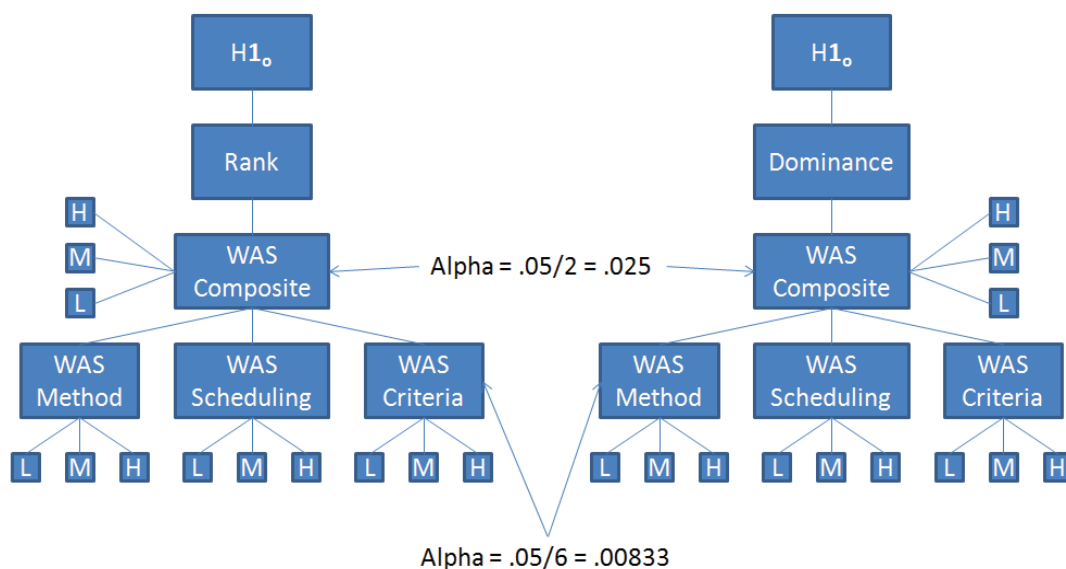 H1o
H1o
Rank
Dominance
H
M
L
WAS
Composite
Alpha = .05/2 = .025
WAS
Composite
H
M
L
WAS
Method
WAS
Scheduling
WAS
Criteria
WAS
Method
WAS
Scheduling
WAS
Criteria
L M H
L M H
L M H
L M H
L M H
L M H
Alpha = .05/6 = .00833